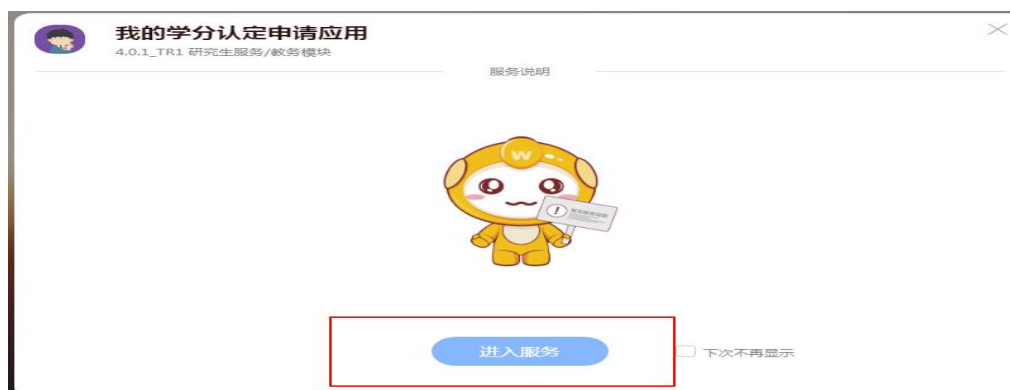 我的学分认定申请应用
4.0.1_TR1 研究生服务/教务模块
服务说明
W
进入服务
下次不再显示